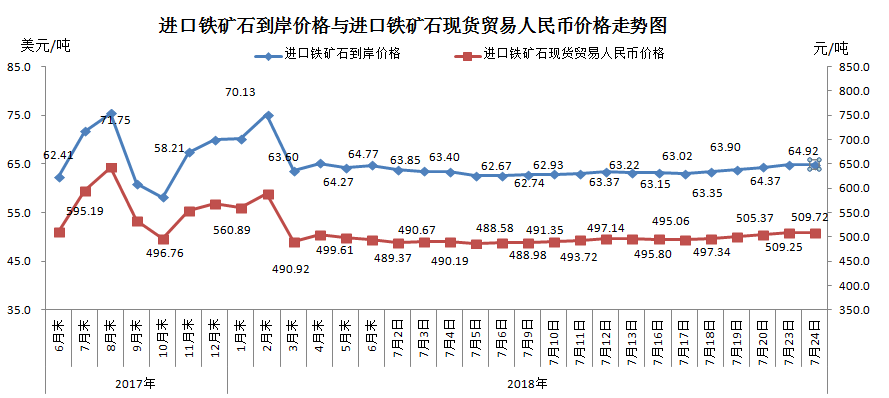 进口铁矿石到岸价格与进口铁矿石现货贸易人民币价格走势图
美元/吨
元/吨
进口铁矿石到岸价格
进口铁矿石现货贸易人民币价格
85.0
75.0
65.0
55.0
45.0
35.0
850.0
800.0
750.0
700.0
650.0
600.0
550.0
500.0
450.0
400.0
350.0
62.41
71.75
58.21
70.13
63.60
64.27
64.77
63.85
63.40
62.67
62.74
62.93
63.37
63.22
63.15
63.02
63.35
63.90
64.37
64.92
595.19
496.76
560.89
490.92
499.61
489.37
490.67
490.19
488.58
488.98
491.35
493.72
497.14
495.80
495.06
497.34
505.37
509.25
509.72
6月末
7月末
8月末
9月末
10月末
11月末
12月末
1月末
2月末
3月末
4月末
5月末
6月末
7月2日
7月3日
7月4日
7月5日
7月6日
7月9日
7月10日
7月11日
7月12日
7月13日
7月16日
7月17日
7月18日
7月19日
7月20日
7月23日
7月24日
2017年
2018年